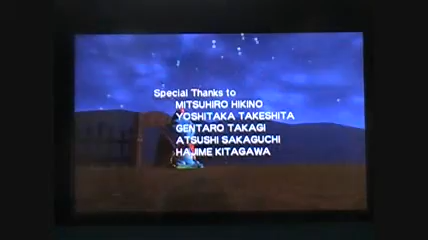 Special Thanks to
MITSUHIRO HIKINO
YOSHITAKA TAKESHITA
GENTARO TAKAGI
ATSUSHI SAKAGUCHI
HAJIME KITAGAWA